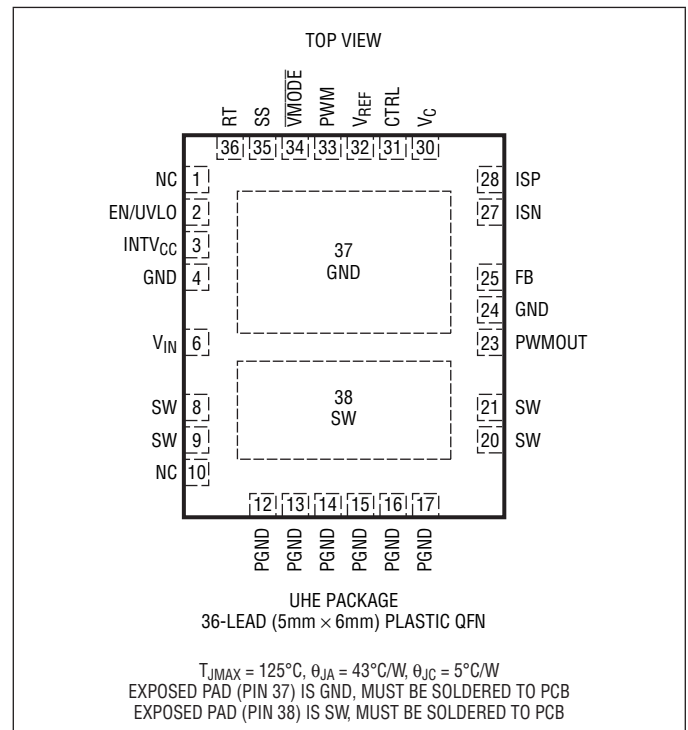 TOP VIEW
RT SS VMODE PWM VREF CTRL VC
36 35 34 33 32 31 30
NC 1
28 ISP
EN/UVLO 2
27 ISN
INTVCC 3
37
GND
GND 4
25 FB
24 GND
VIN 6
23 PWMOUT
38
SW
SW 8
21 SW
SW 9
20 SW
NC 10
12 13 14 15 16 17
PGND PGND PGND PGND PGND PGND
UHE PACKAGE
36-LEAD (5mm × 6mm) PLASTIC QFN
TJMAX = 125°C, θJA = 43°C/W, θJC = 5°C/W
EXPOSED PAD (PIN 37) IS GND, MUST BE SOLDERED TO PCB
EXPOSED PAD (PIN 38) IS SW, MUST BE SOLDERED TO PCB